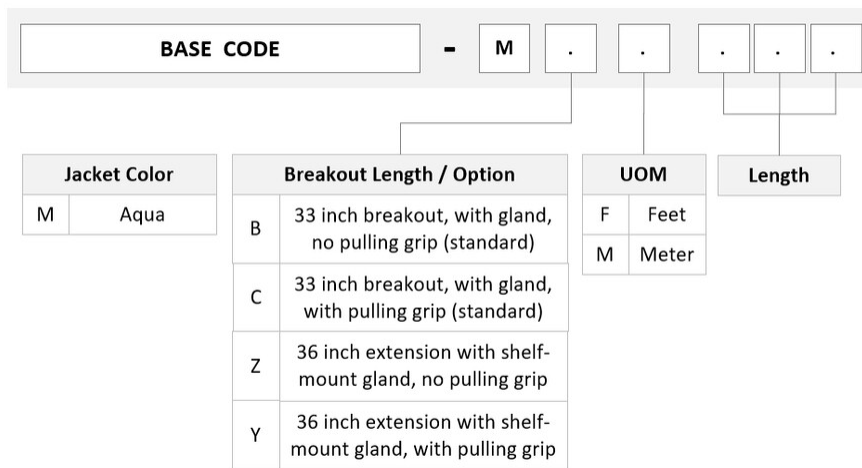 BASE CODE - M . . . . .
Jacket Color
M Aqua
Breakout Length / Option
B 33 inch breakout, with gland,
no pulling grip (standard)
C 33 inch breakout, with gland,
with pulling grip (standard)
Z 36 inch extension with shelf-
mount gland, no pulling grip
Y 36 inch extension with shelf-
mount gland, with pulling grip
UOM
F Feet
M Meter
Length